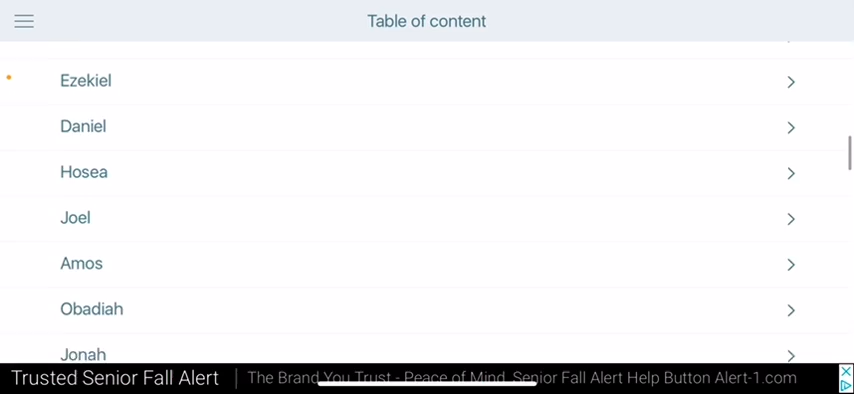 Table of content
Ezekiel
Daniel
Hosea
Joel
Amos
Obadiah
Jonah
Trusted Senior Fall Alert
The Brand You Trust - Peace of Mind. Senior Fall Alert Help Button Alert-1.com